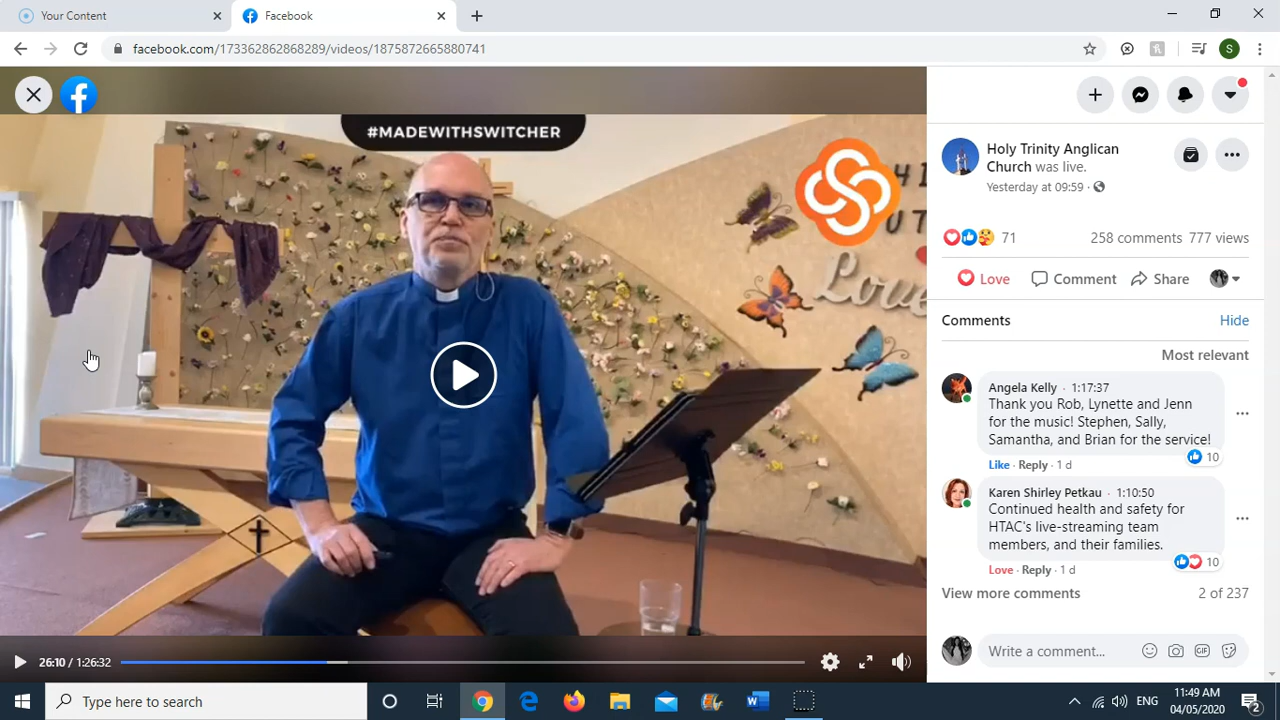 Your Content
Facebook
facebook.com/173362862868289/videos/1875872665880741
S
#MADEWITHSWITCHER
Love
26:10 / 1:26:32
Holy Trinity Anglican
Church was live.
Yesterday at 09:59 ·
71
258 comments 777 views
Love Comment Share
Comments Hide
Most relevant
Angela Kelly · 1:17:37
Thank you Rob, Lynette and Jenn
for the music! Stephen, Sally,
Samantha, and Brian for the service!
10
Like · Reply · 1 d
Karen Shirley Petkau · 1:10:50
Continued health and safety for
HTAC's live-streaming team
members, and their families.
10
Love · Reply · 1 d
View more comments 2 of 237
Write a comment...
GIF
Type here to search
ENG
11:49 AM
04/05/2020
2